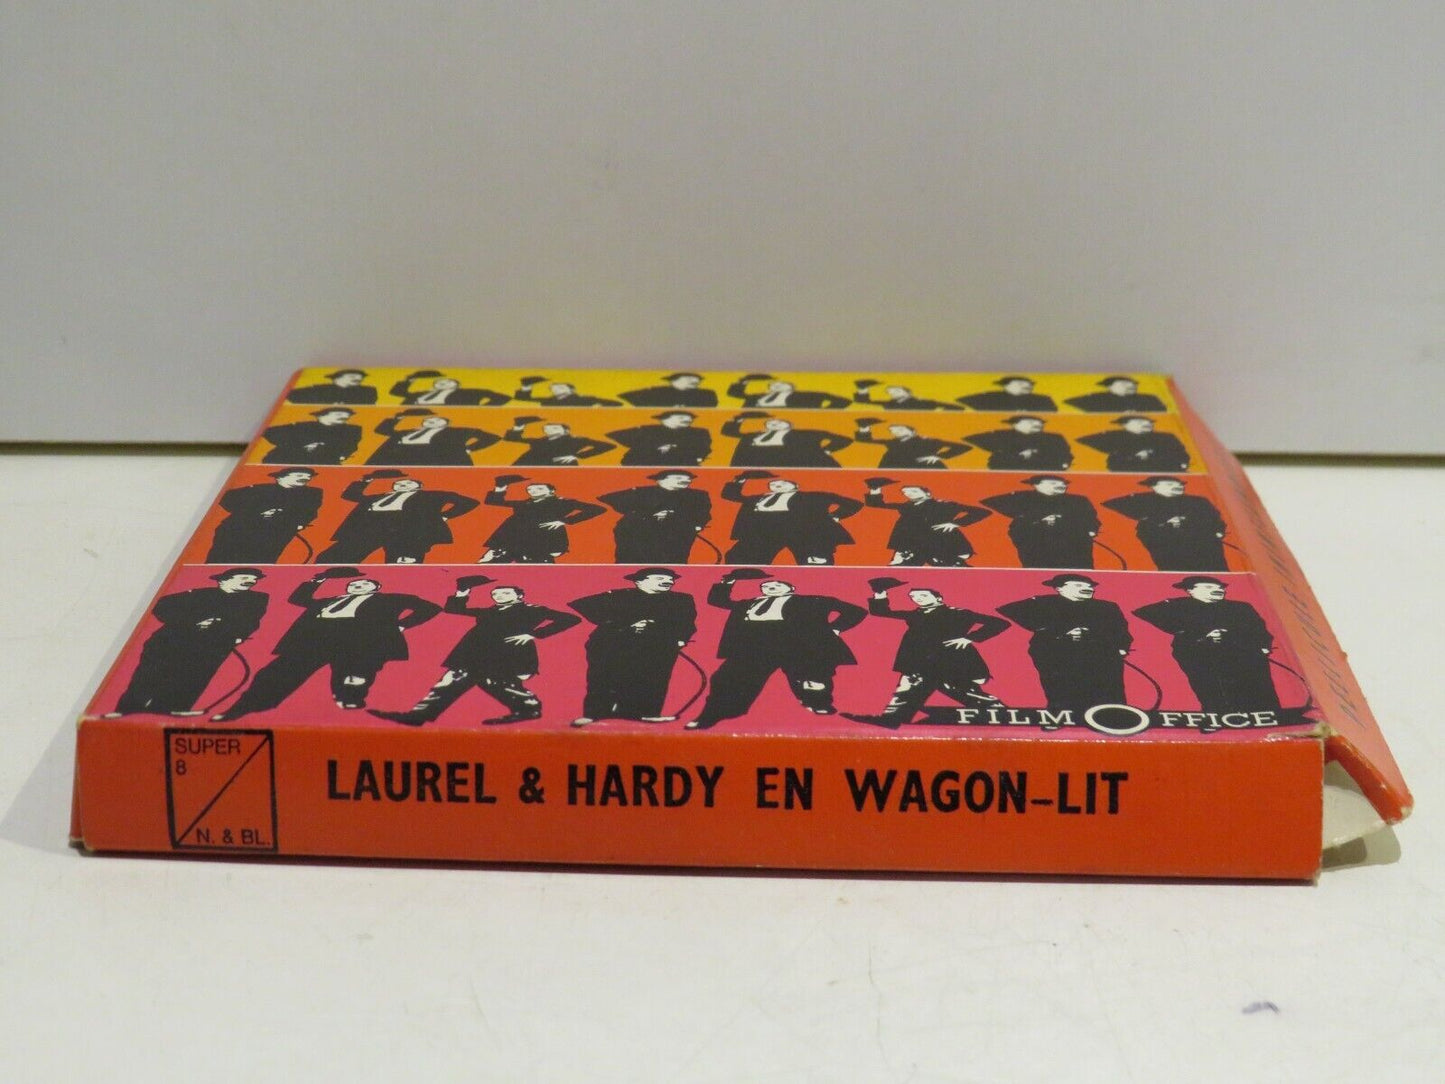 FILM OFFICE
SUPER
8
N. & BL.
LAUREL & HARDY EN WAGON-LIT